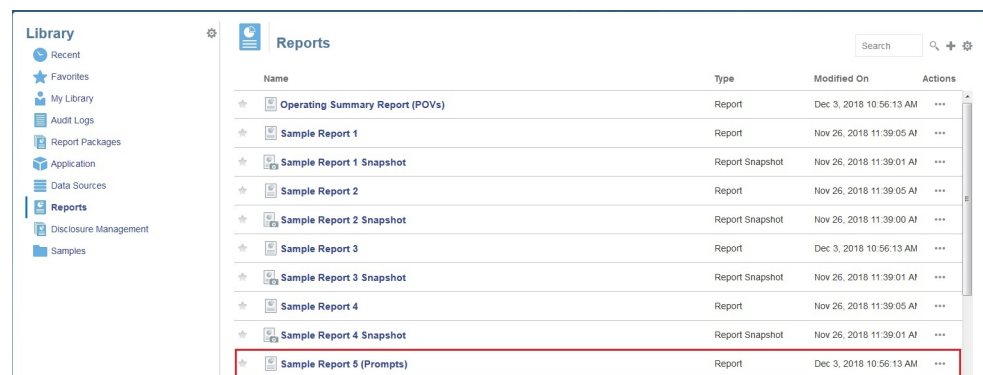 Library
Recent
Favorites
My Library
Audit Logs
Report Packages
Application
Data Sources
Reports
Disclosure Management
Samples
Reports
Search
Name Type Modified On Actions
Operating Summary Report (POVs) Report Dec 3, 2018 10:56:13 AM
Sample Report 1 Report Nov 26, 2018 11:39:05 AM
Sample Report 1 Snapshot Report Snapshot Nov 26, 2018 11:39:01 AM
Sample Report 2 Report Nov 26, 2018 11:39:05 AM
Sample Report 2 Snapshot Report Snapshot Nov 26, 2018 11:39:00 AM
Sample Report 3 Report Dec 3, 2018 10:56:13 AM
Sample Report 3 Snapshot Report Snapshot Nov 26, 2018 11:39:01 AM
Sample Report 4 Report Nov 26, 2018 11:39:05 AM
Sample Report 4 Snapshot Report Snapshot Nov 26, 2018 11:39:01 AM
Sample Report 5 (Prompts) Report Dec 3, 2018 10:56:13 AM